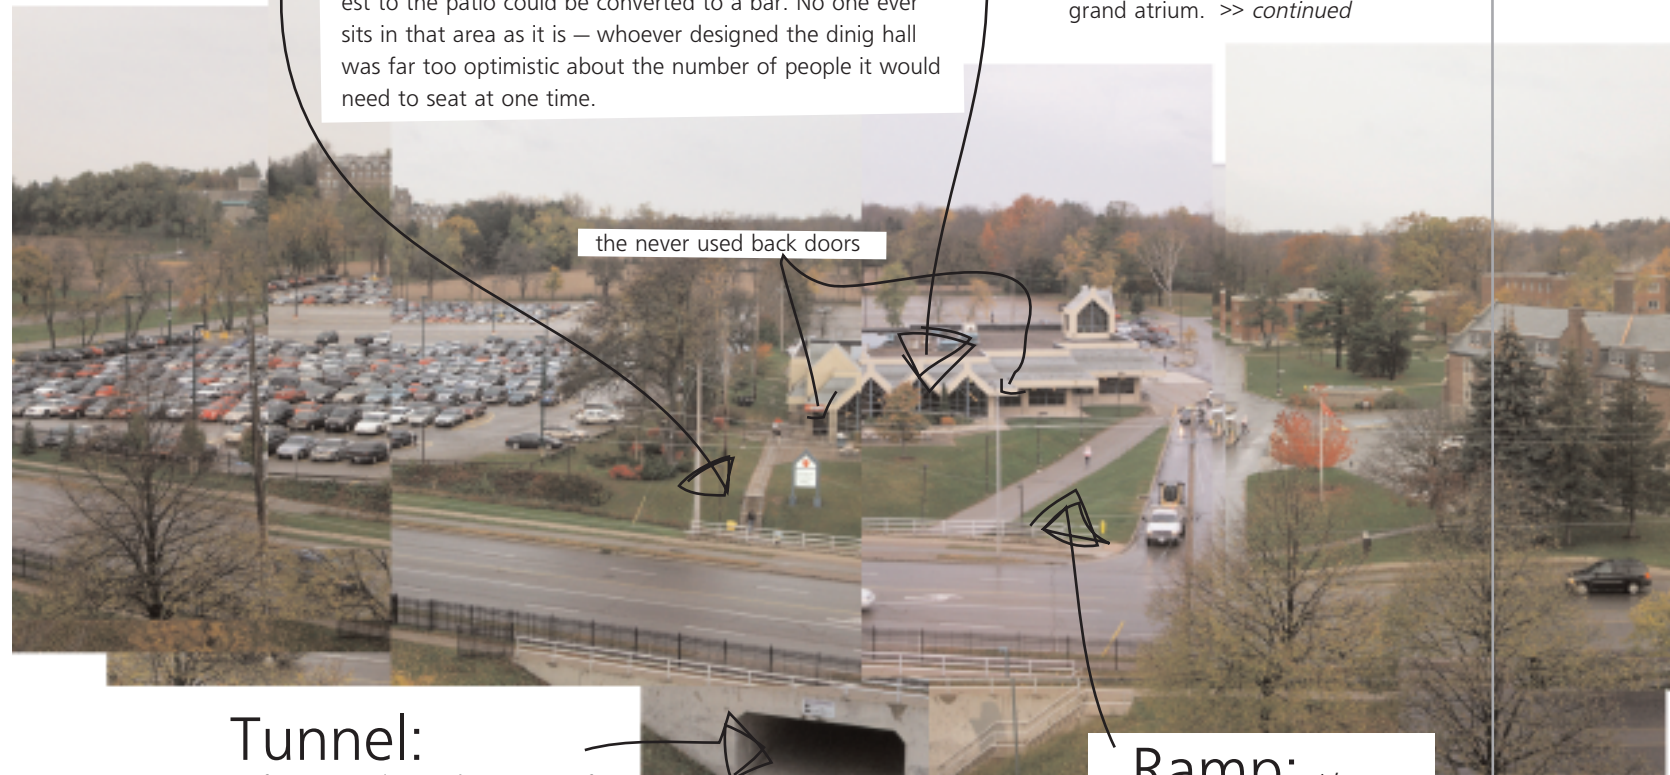 est to the patio could be converted to a bar. No one ever
sits in that area as it is — whoever designed the dinig hall
was far too optimistic about the number of people it would
need to seat at one time.
grand atrium. >> continued
the never used back doors
Tunnel:
Ramp: